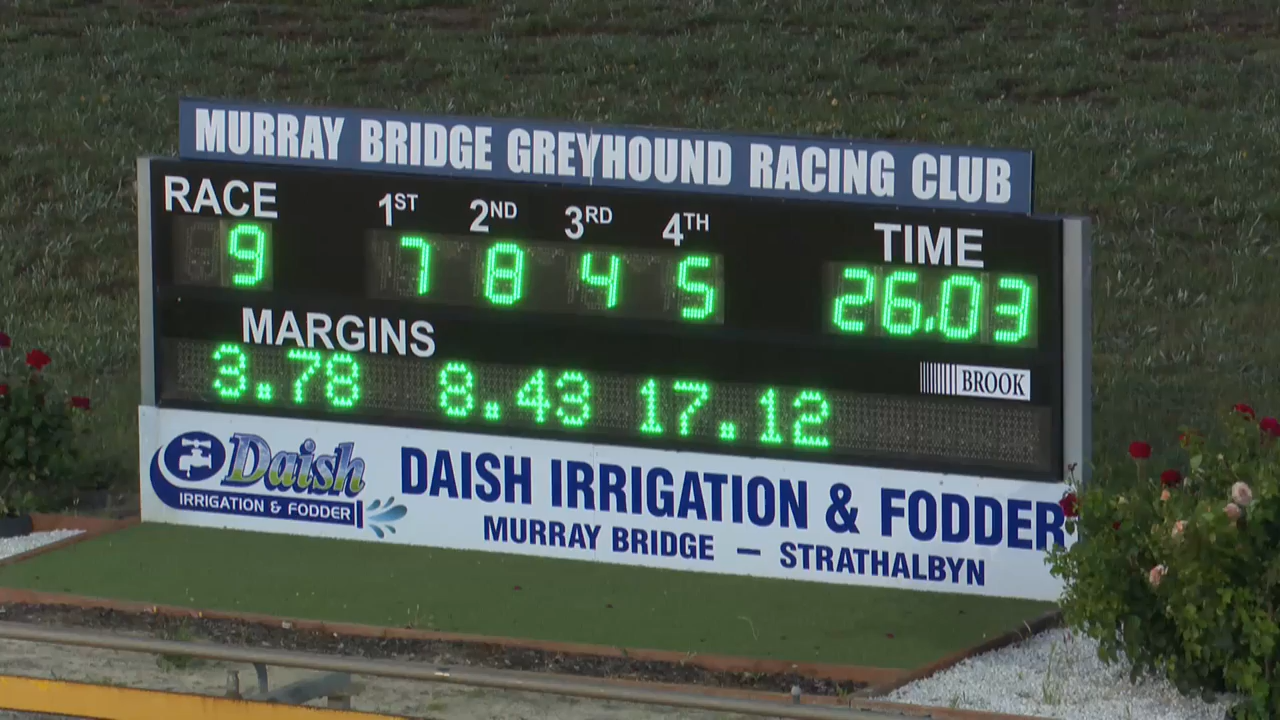 MURRAY BRIDGE GREYHOUND RACING CLUB
RACE 1ST 2ND 3RD 4TH TIME
9 7 8 4 5 26.03
MARGINS
3.78 8.43 17.12
BROOK
Daish
IRRIGATION & FODDER
DAISH IRRIGATION & FODDER
MURRAY BRIDGE – STRATHALBYN